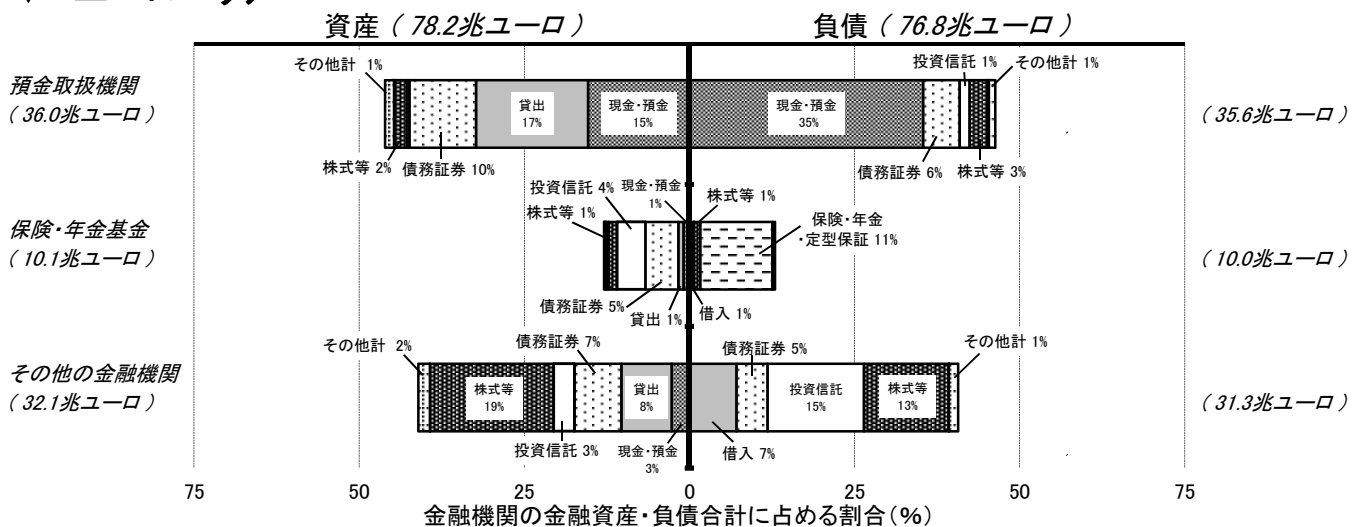 資産（ 78.2兆ユーロ ）
負債（ 76.8兆ユーロ ）
預金取扱機関
（ 36.0兆ユーロ ）
その他計 1%
貸出
17%
現金・預金
15%
現金・預金
35%
投資信託 1%
その他計 1%
株式等 2%
債務証券 10%
債務証券 6%
株式等 3%
（ 35.6兆ユーロ ）
保険・年金基金
（ 10.1兆ユーロ ）
投資信託 4%
株式等 1%
現金・預金
1%
株式等 1%
保険・年金
・定型保証 11%
債務証券 5%
貸出 1%
借入 1%
（ 10.0兆ユーロ ）
その他の金融機関
（ 32.1兆ユーロ ）
その他計 2%
債務証券 7%
株式等
19%
貸出
8%
債務証券 5%
その他計 1%
投資信託
15%
株式等
13%
投資信託 3%
現金・預金
3%
借入 7%
（ 31.3兆ユーロ ）
75
50
25
0
25
50
75
金融機関の金融資産・負債合計に占める割合（%）